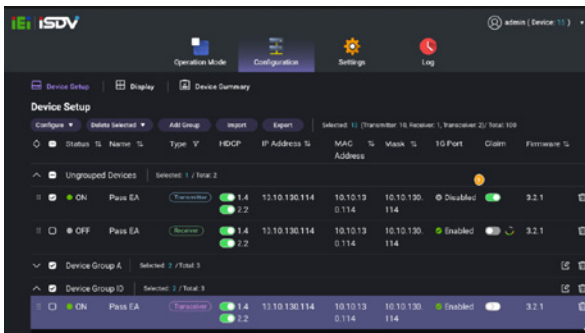 iEi iSDV
admin ( Device: 15 )
Operation Mode Configuration Settings Log
Device Setup Display Device Summary
Device Setup
Configure Delete Selected Add Group Import Export Selected: 13 (Transmitter: 10, Receiver: 1, Transceiver: 2)/ Total: 100
Status Name Type HDCP IP Address MAC Address Mask 1G Port Claim Firmware
Ungrouped Devices Selected: 1 / Total: 2
ON Pass EA Transmitter 1.4 10.10.130.114 10.10.13 10.10.130. Disabled 3.2.1
2.2 0.114 114
OFF Pass EA Receiver 1.4 10.10.130.114 10.10.13 10.10.130. Enabled 3.2.1
2.2 0.114 114
Device Group A Selected: 2 / Total: 3
Device Group ID Selected: 2 / Total: 3
ON Pass EA Transceiver 1.4 10.10.130.114 10.10.13 10.10.130. Enabled 3.2.1
2.2 0.114 114